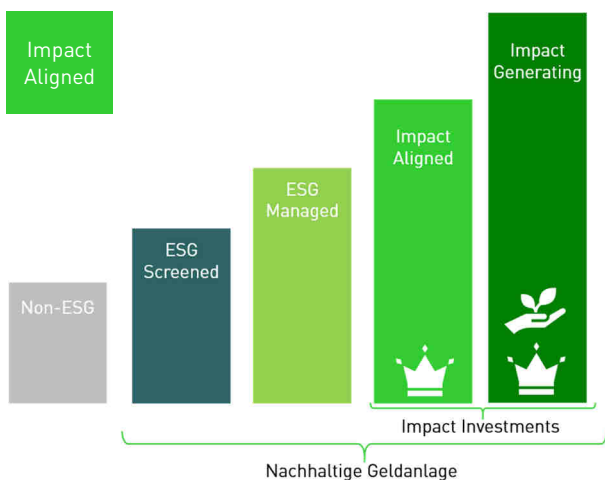 Impact
Aligned
Impact
Generating
Impact
Aligned
ESG
Managed
ESG
Screened
Non-ESG
Impact Investments
Nachhaltige Geldanlage